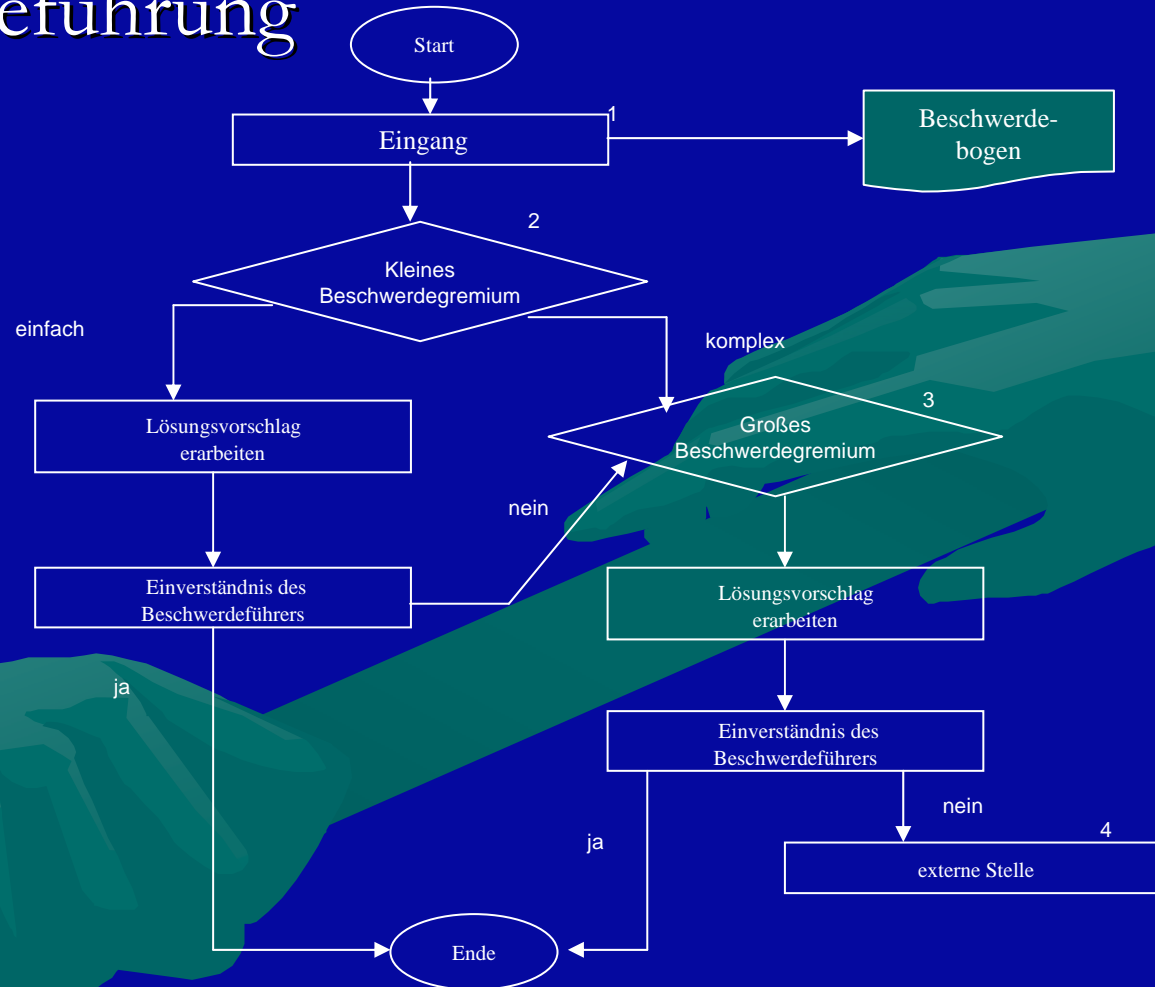 eführung
Start
1
Eingang
Beschwerde-
bogen
2
Kleines
Beschwerdegremium
einfach
komplex
3
Großes
Beschwerdegremium
Lösungsvorschlag
erarbeiten
nein
Einverständnis des
Beschwerdeführers
Lösungsvorschlag
erarbeiten
ja
Einverständnis des
Beschwerdeführers
nein
ja
4
externe Stelle
Ende